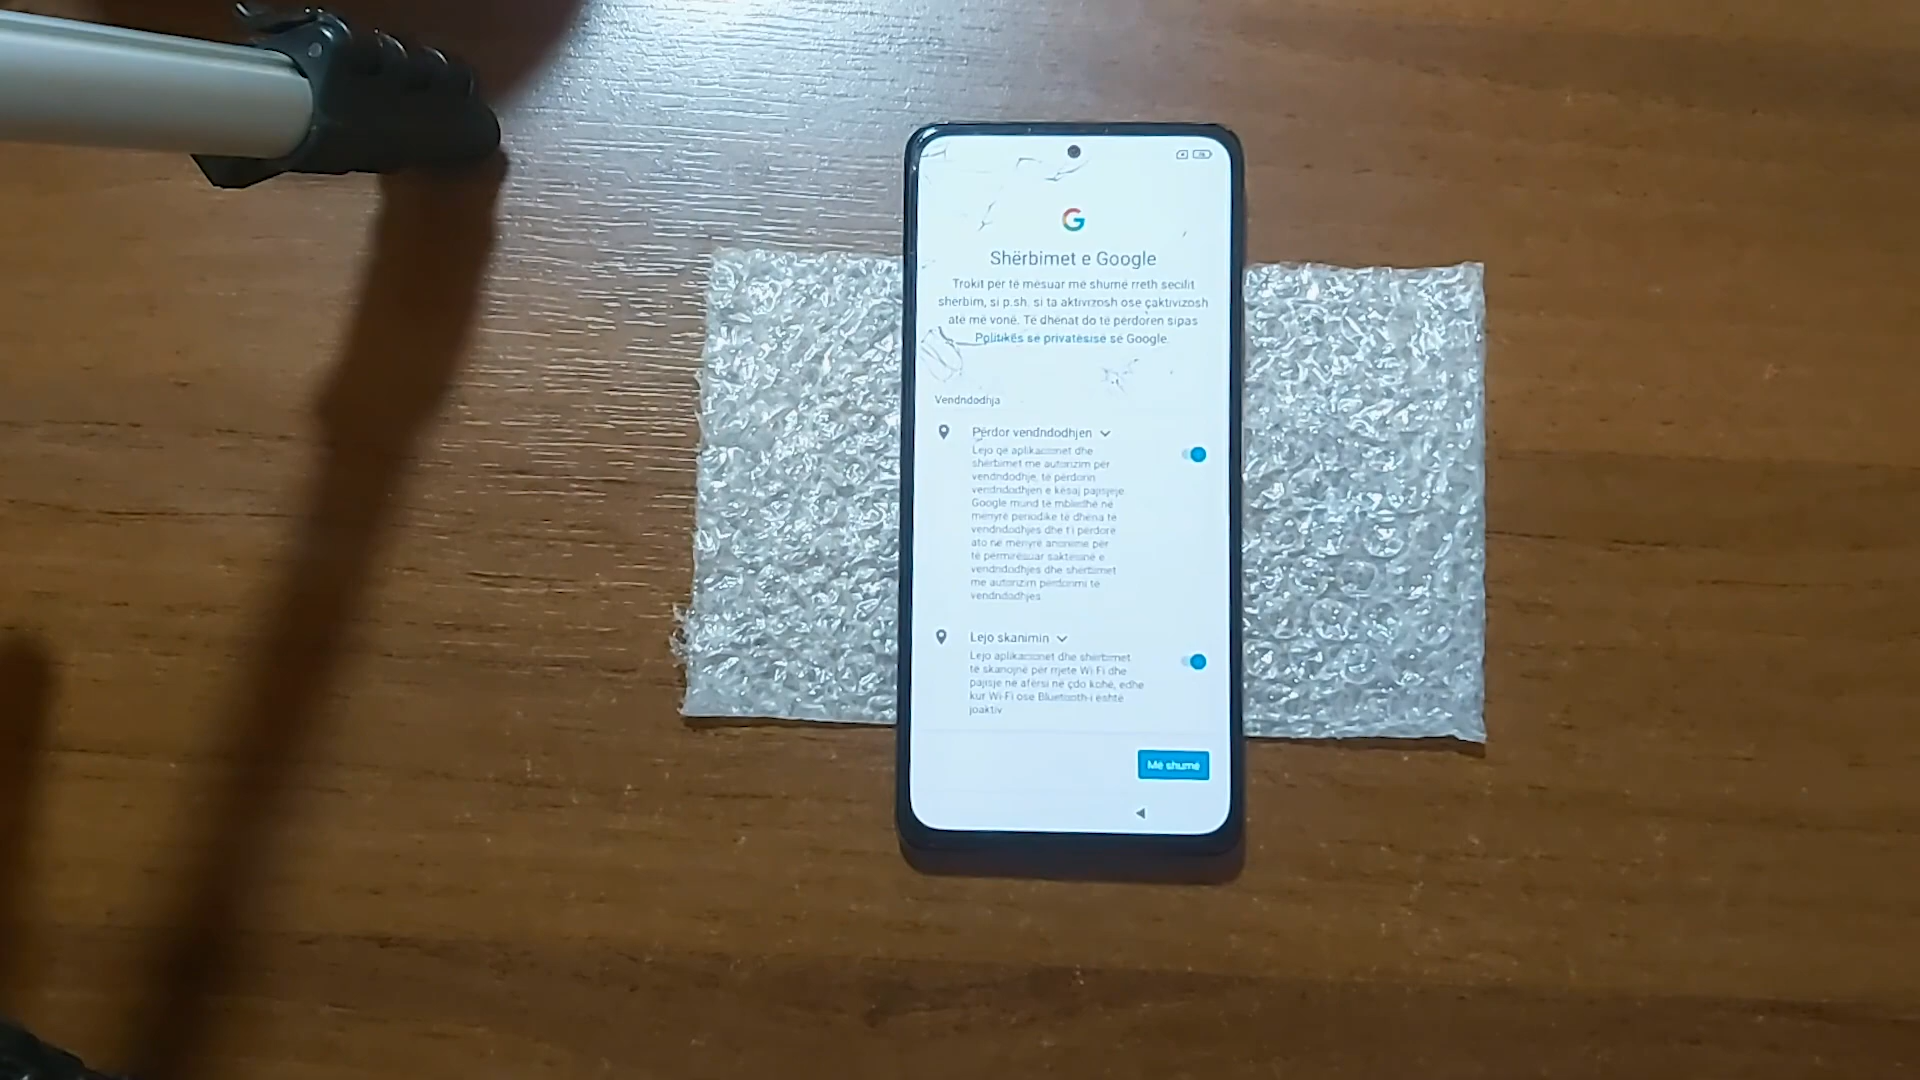 Shërbimet e Google
Trokit për të mësuar më shumë rreth secilit
shërbim, si p.sh. si ta aktivizosh ose çaktivizosh
atë më vonë. Të dhënat do të përdoren sipas
Politikës së privatësisë së Google.
Vendndodhja
Përdor vendndodhjen
Lejo që aplikacionet dhe
shërbimet me autorizim për
vendndodhje, të përdorin
vendndodhjen e kësaj pajisjeje.
Google mund të mbledhë në
mënyrë periodike të dhëna të
vendndodhjes dhe t'i përdorë
ato në mënyrë anonime për
të përmirësuar saktësinë e
vendndodhjes dhe shërbimet
me autorizim përdorimi të
vendndodhjes.
Lejo skanimin
Lejo aplikacionet dhe shërbimet
të skanojnë për rrjete Wi-Fi dhe
pajisje në afërsi në çdo kohë, edhe
kur Wi-Fi ose Bluetooth-i është
joaktiv.
Më shumë